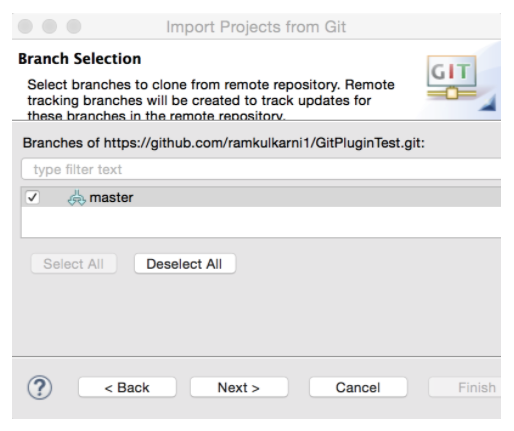 Import Projects from Git
Branch Selection
GIT
Select branches to clone from remote repository. Remote
tracking branches will be created to track updates for
these branches in the remote repository.
Branches of https://github.com/ramkulkarni1/GitPluginTest.git:
type filter text
master
Select All Deselect All
? < Back Next > Cancel Finish